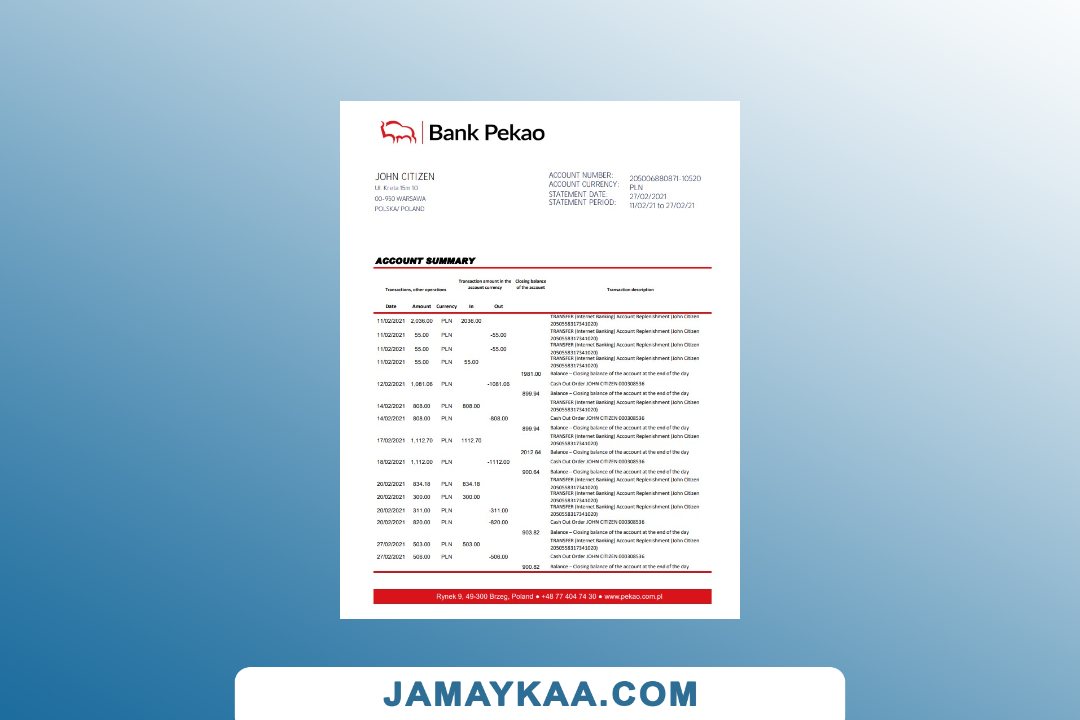 Bank Pekao
JOHN CITIZEN
Ul. Kreta 15m 10
00-950 WARSAWA
POLSKA/ POLAND
ACCOUNT NUMBER: 205006880871-10520
ACCOUNT CURRENCY: PLN
STATEMENT DATE: 27/02/2021
STATEMENT PERIOD: 11/02/21 to 27/02/21
ACCOUNT SUMMARY
Transactions, other operations
Transaction amount in the account currency
Closing balance of the account
Transaction description
Date Amount Currency In Out
11/02/2021 2,036.00 PLN 2036.00 TRANSFER (Internet Banking) Account Replenishment (John Citizen
2050558317341020)
11/02/2021 55.00 PLN -55.00 TRANSFER (Internet Banking) Account Replenishment (John Citizen
2050558317341020)
11/02/2021 55.00 PLN -55.00 TRANSFER (Internet Banking) Account Replenishment (John Citizen
2050558317341020)
11/02/2021 55.00 PLN 55.00 TRANSFER (Internet Banking) Account Replenishment (John Citizen
2050558317341020)
1981.00 Balance – Closing balance of the account at the end of the day
12/02/2021 1,081.06 PLN -1081.06 Cash Out Order JOHN CITIZEN 000308536
899.94 Balance – Closing balance of the account at the end of the day
14/02/2021 808.00 PLN 808.00 TRANSFER (Internet Banking) Account Replenishment (John Citizen
2050558317341020)
14/02/2021 808.00 PLN -808.00 Cash Out Order JOHN CITIZEN 000308536
899.94 Balance – Closing balance of the account at the end of the day
17/02/2021 1,112.70 PLN 1112.70 TRANSFER (Internet Banking) Account Replenishment (John Citizen
2050558317341020)
2012.64 Balance – Closing balance of the account at the end of the day
18/02/2021 1,112.00 PLN -1112.00 Cash Out Order JOHN CITIZEN 000308536
900.64 Balance – Closing balance of the account at the end of the day
20/02/2021 834.18 PLN 834.18 TRANSFER (Internet Banking) Account Replenishment (John Citizen
2050558317341020)
20/02/2021 300.00 PLN 300.00 TRANSFER (Internet Banking) Account Replenishment (John Citizen
2050558317341020)
20/02/2021 311.00 PLN -311.00 TRANSFER (Internet Banking) Account Replenishment (John Citizen
2050558317341020)
20/02/2021 820.00 PLN -820.00 Cash Out Order JOHN CITIZEN 000308536
903.82 Balance – Closing balance of the account at the end of the day
27/02/2021 503.00 PLN 503.00 TRANSFER (Internet Banking) Account Replenishment (John Citizen
2050558317341020)
27/02/2021 506.00 PLN -506.00 Cash Out Order JOHN CITIZEN 000308536
900.82 Balance – Closing balance of the account at the end of the day
Rynek 9, 49-300 Brzeg, Poland ● +48 77 404 74 30 ● www.pekao.com.pl
JAMAYKAA.COM